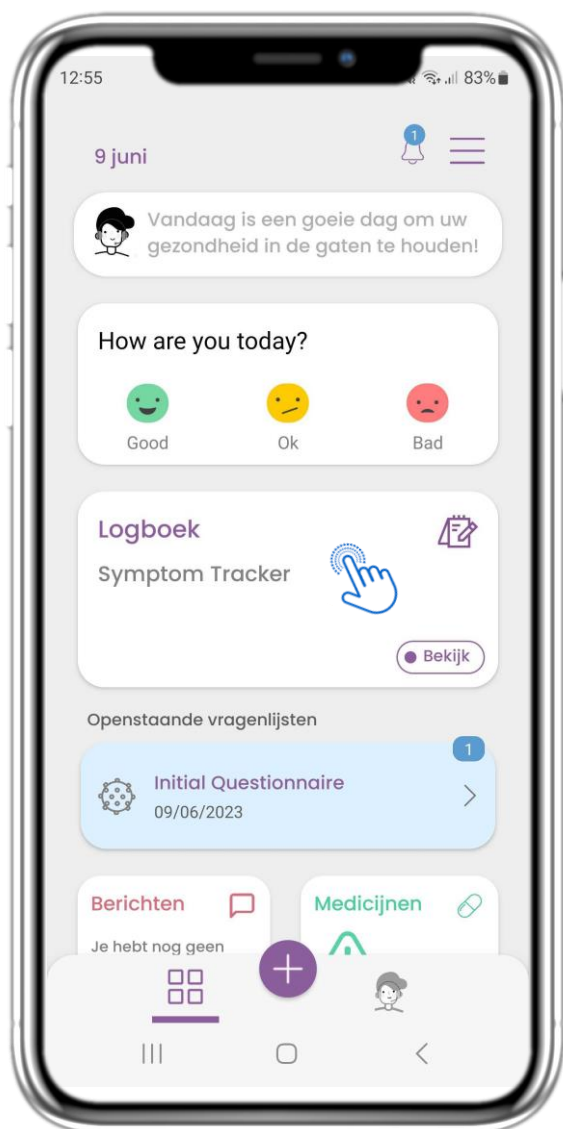 12:55
83%
9 juni
1
Vandaag is een goeie dag om uw
gezondheid in de gaten te houden!
How are you today?
Good
Ok
Bad
Logboek
Symptom Tracker
Bekijk
Openstaande vragenlijsten
1
Initial Questionnaire
09/06/2023
Berichten
Medicijnen
Je hebt nog geen